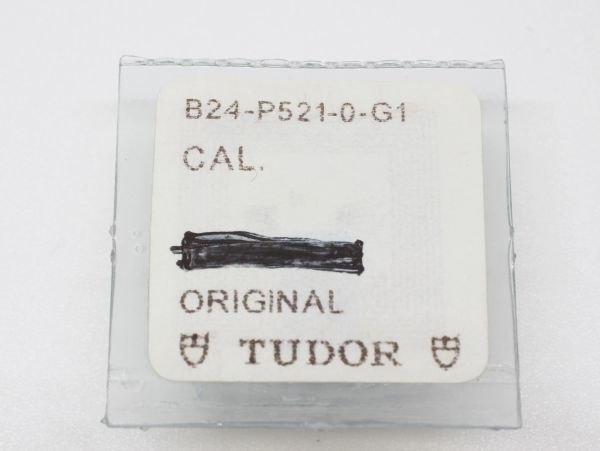 B24-P521-0-G1
CAL.
ORIGINAL
TUDOR